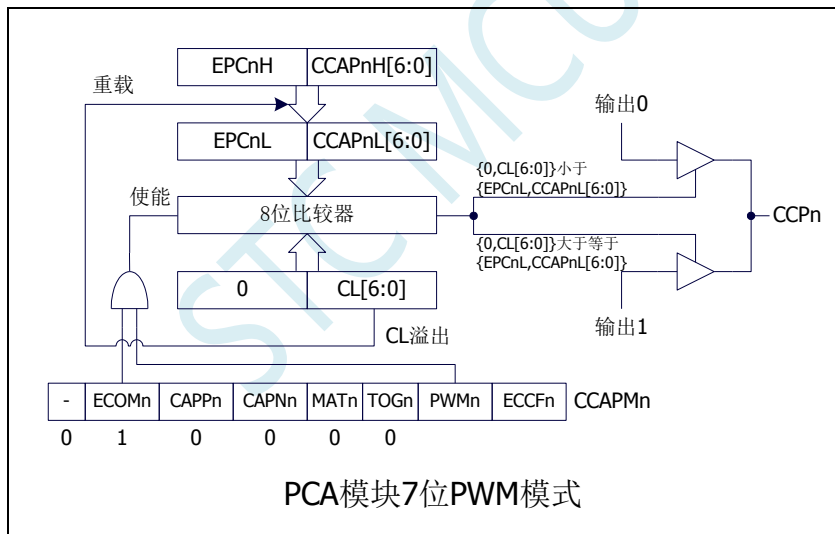 EPCnH CCAPnH[6:0]
重载
输出0
EPCnL CCAPnL[6:0]
{0,CL[6:0]}小于
{EPCnL,CCAPnL[6:0]}
使能
8位比较器
CCPn
{0,CL[6:0]}大于等于
{EPCnL,CCAPnL[6:0]}
0 CL[6:0]
输出1
CL溢出
- ECOMn CAPPn CAPNn MATn TOGn PWMn ECCFn CCAPMn
0 1 0 0 0 0
PCA模块7位PWM模式
STC MCU